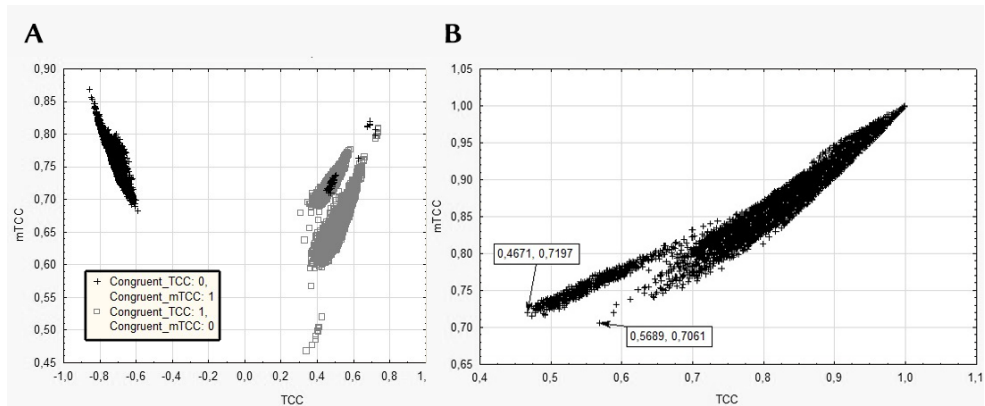 A
B
mTCC
0,90
0,85
0,80
0,75
0,70
0,65
0,60
0,55
0,50
0,45
-1,0 -0,8 -0,6 -0,4 -0,2 0,0 0,2 0,4 0,6 0,8 1,
TCC
Congruent_TCC: 0,
Congruent_mTCC: 1
Congruent_TCC: 1,
Congruent_mTCC: 0
mTCC
1,05
1,00
0,95
0,90
0,85
0,80
0,75
0,70
0,65
0,4671, 0,7197
0,5689, 0,7061
0,4 0,5 0,6 0,7 0,8 0,9 1,0 1,1
TCC